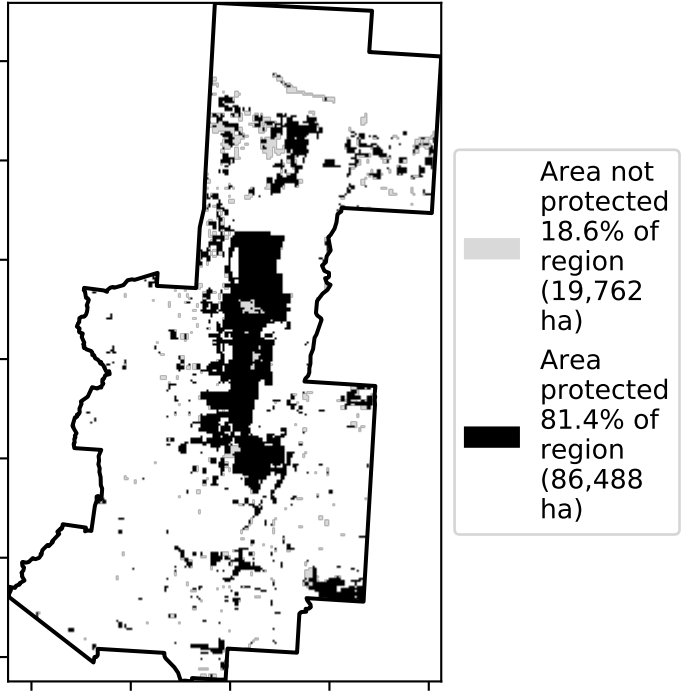 Area not
protected
18.6% of
region
(19,762
ha)
Area
protected
81.4% of
region
(86,488
ha)